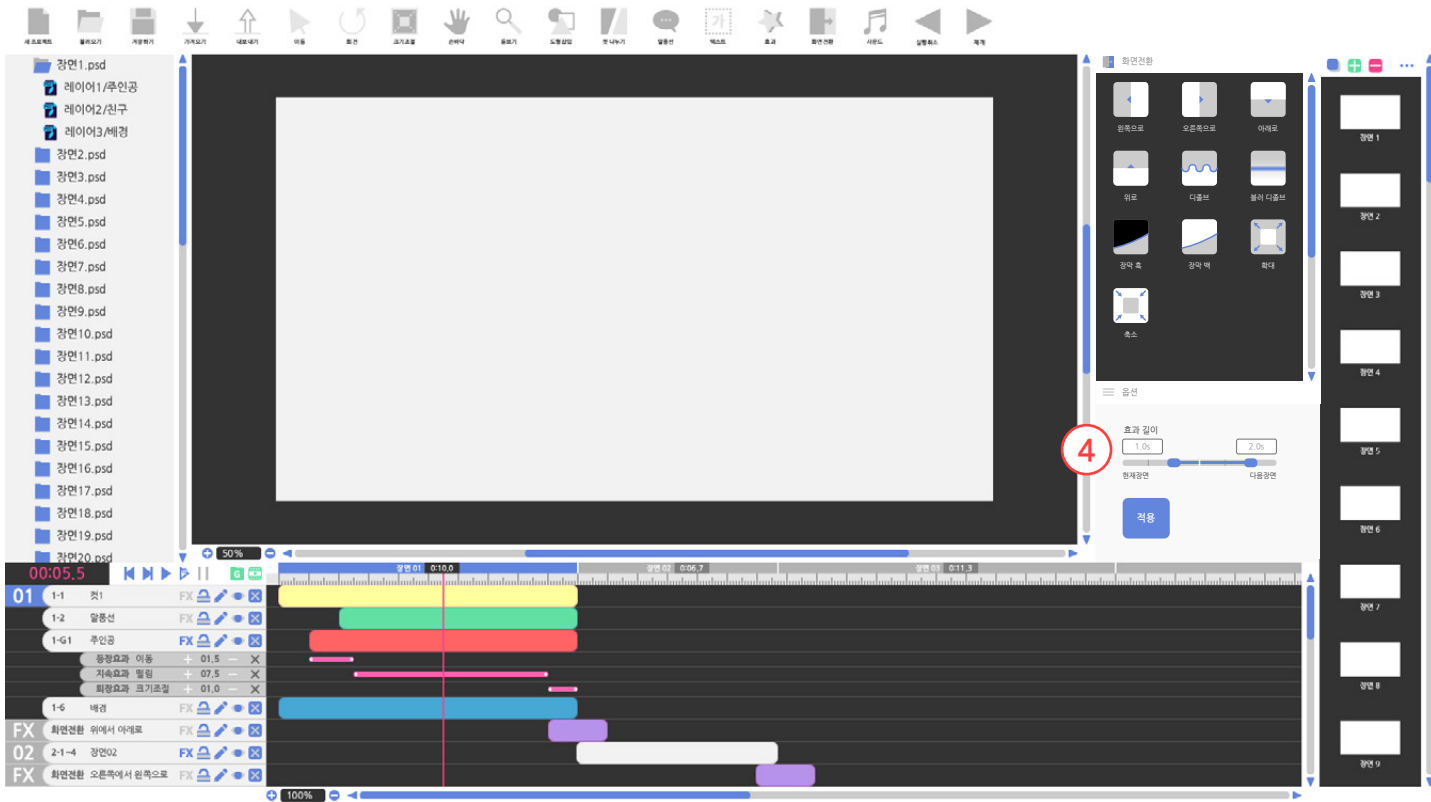 새 프로젝트 불러오기 저장하기 가져오기 내보내기 이동 회전 크기조절 손바닥 돋보기 도형삽입 컷 나누기 말풍선 텍스트 효과 화면전환 사운드 실행취소 재개
가
장면1.psd
레이어1/주인공
레이어2/친구
레이어3/배경
장면2.psd
장면3.psd
장면4.psd
장면5.psd
장면6.psd
장면7.psd
장면8.psd
장면9.psd
장면10.psd
장면11.psd
장면12.psd
장면13.psd
장면14.psd
장면15.psd
장면16.psd
장면17.psd
장면18.psd
장면19.psd
장면20.psd
50%
화면전환
왼쪽으로 오른쪽으로 아래로
위로 디졸브 블러 디졸브
장막 흑 장막 백 확대
축소
옵션
4
효과 길이
1.0s 2.0s
현재장면 다음장면
적용
장면 1
장면 2
장면 3
장면 4
장면 5
장면 6
장면 7
장면 8
장면 9
00:05.5 G 장면 01 0:10.0 장면 02 0:06.7 장면 03 0:11.3
01 1-1 컷1 FX
1-2 말풍선 FX
1-G1 주인공 FX
등장효과 이동 + 01.5 − X
지속효과 떨림 + 07.5 − X
퇴장효과 크기조절 + 01.0 − X
1-6 배경 FX
FX 화면전환 위에서 아래로 FX
02 2-1~4 장면02 FX
FX 화면전환 오른쪽에서 왼쪽으로 FX
100%